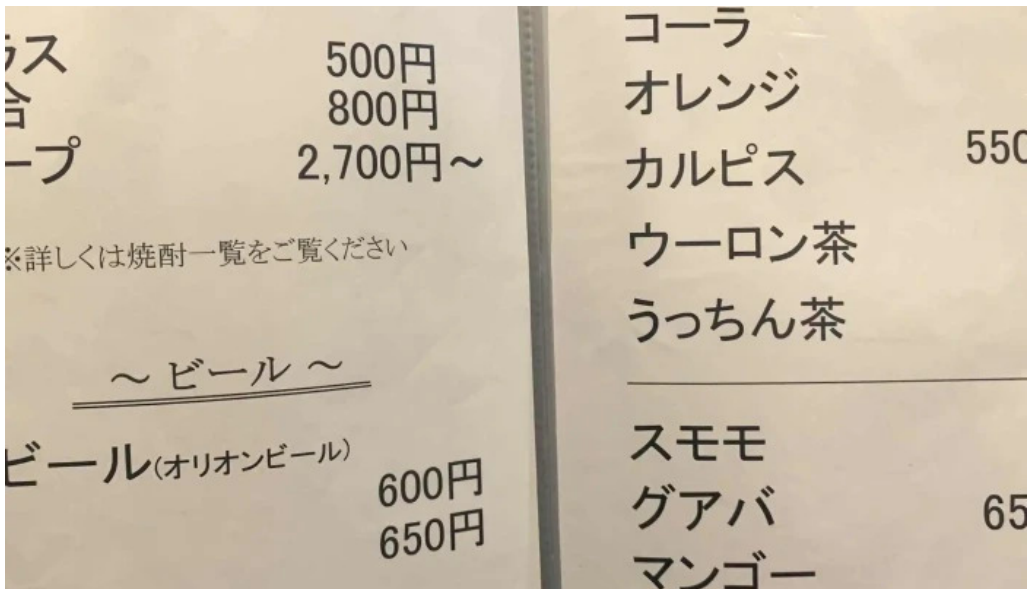 ラス 500円
合 800円
ープ 2,700円～
※詳しくは焼酎一覧をご覧ください
～ ビール ～
ビール(オリオンビール)
600円
650円
コーラ
オレンジ
カルピス 550
ウーロン茶
うっちん茶
スモモ
グアバ 65
マンゴー